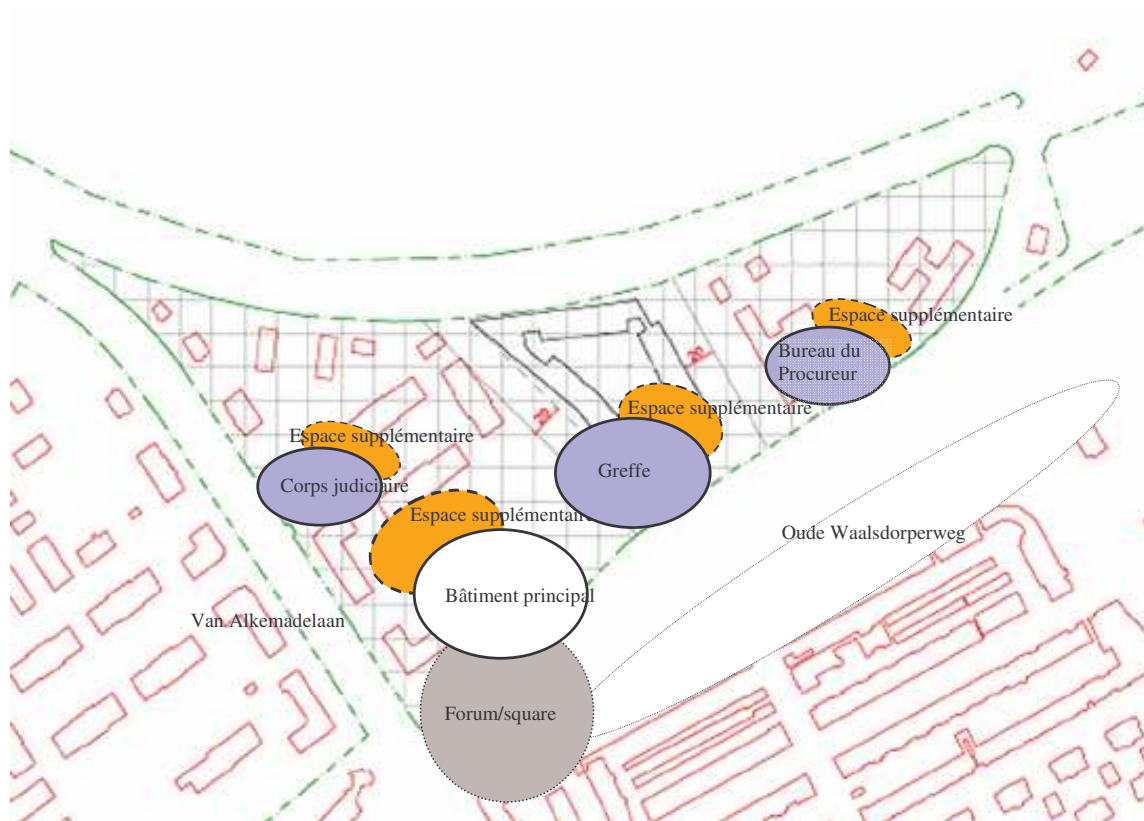 Espace supplémentaire
Bureau du
Procureur
Espace supplémentaire
Espace supplémentaire
Greffe
Corps judiciaire
Espace supplémentaire
Oude Waalsdorperweg
Bâtiment principal
Van Alkemadelaan
Forum/square